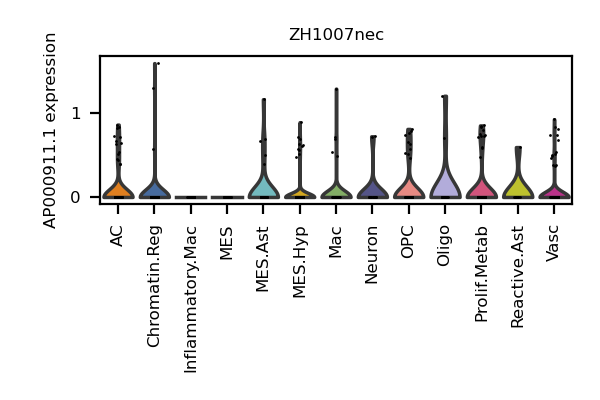 ZH1007nec
AP000911.1 expression
1
0
AC
Chromatin.Reg
Inflammatory.Mac
MES
MES.Ast
MES.Hyp
Mac
Neuron
OPC
Oligo
Prolif.Metab
Reactive.Ast
Vasc